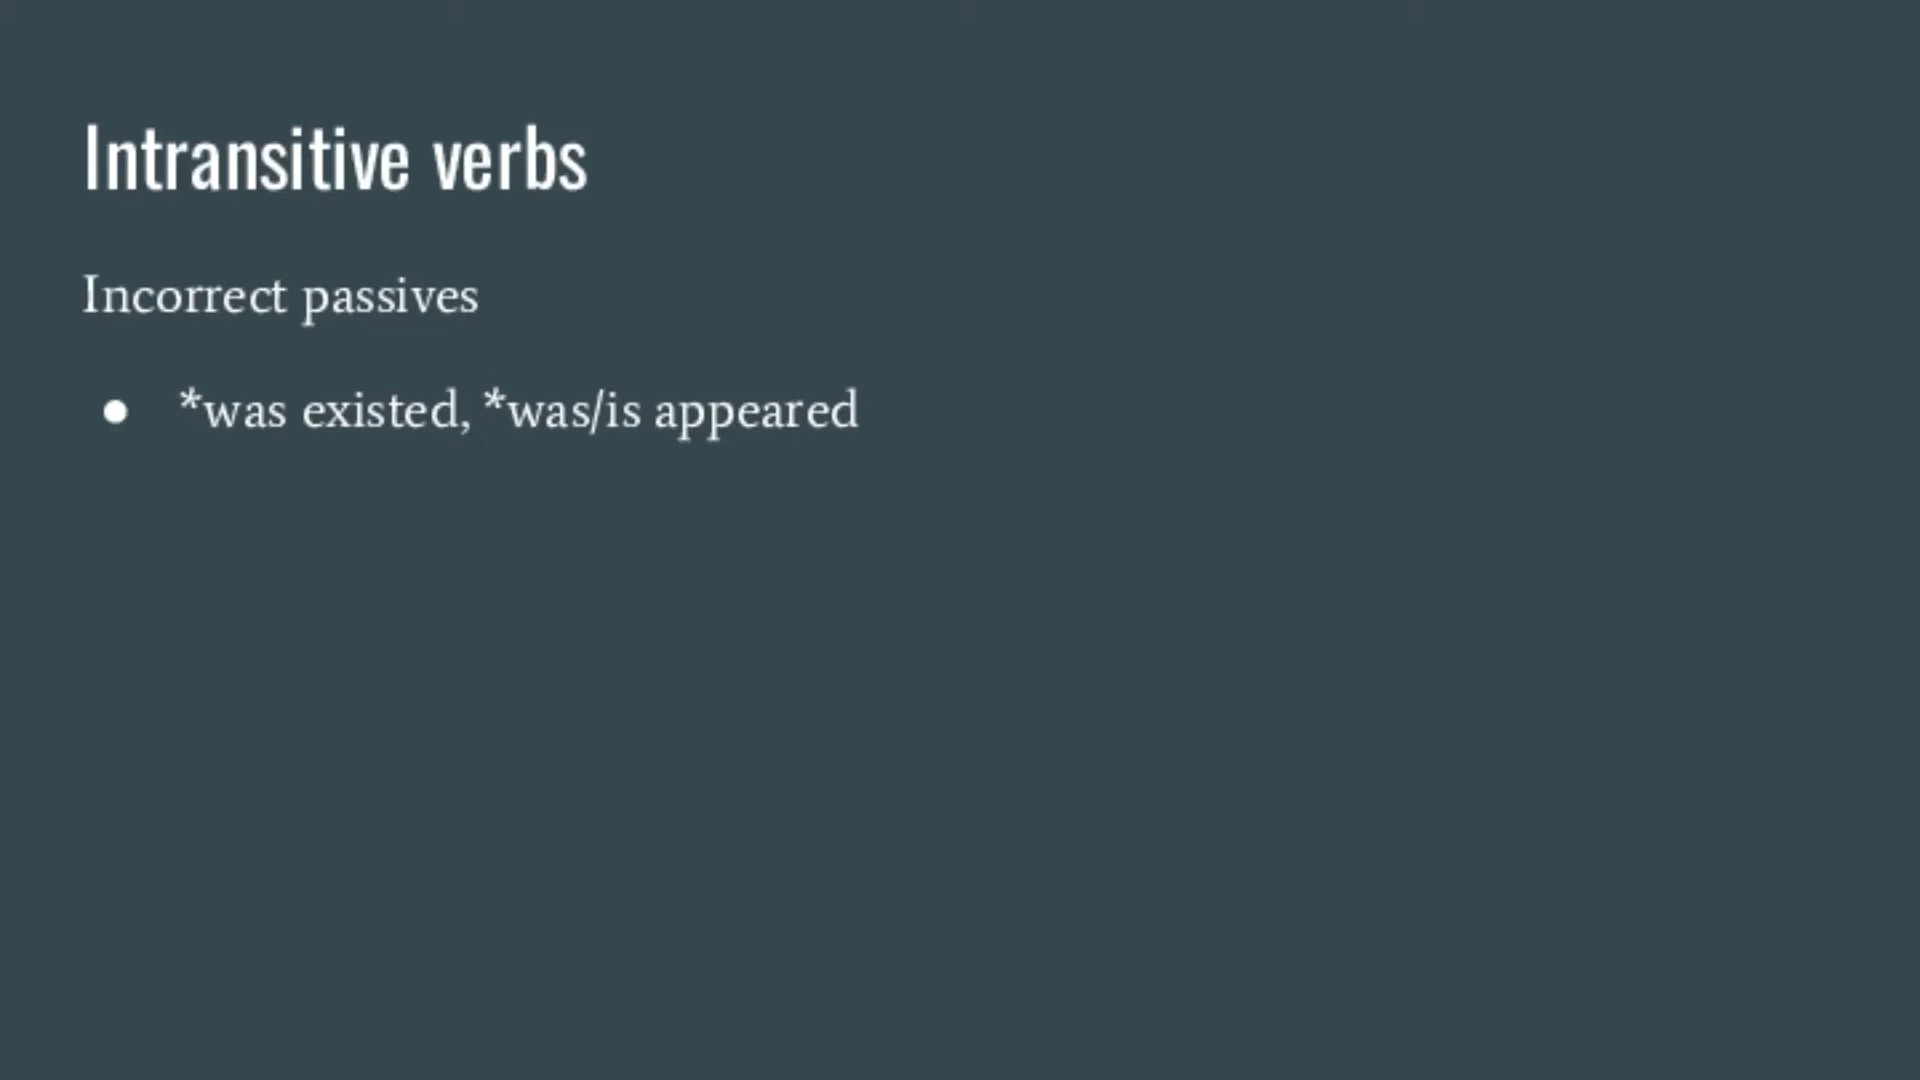 Intransitive verbs
Incorrect passives
● *was existed, *was/is appeared